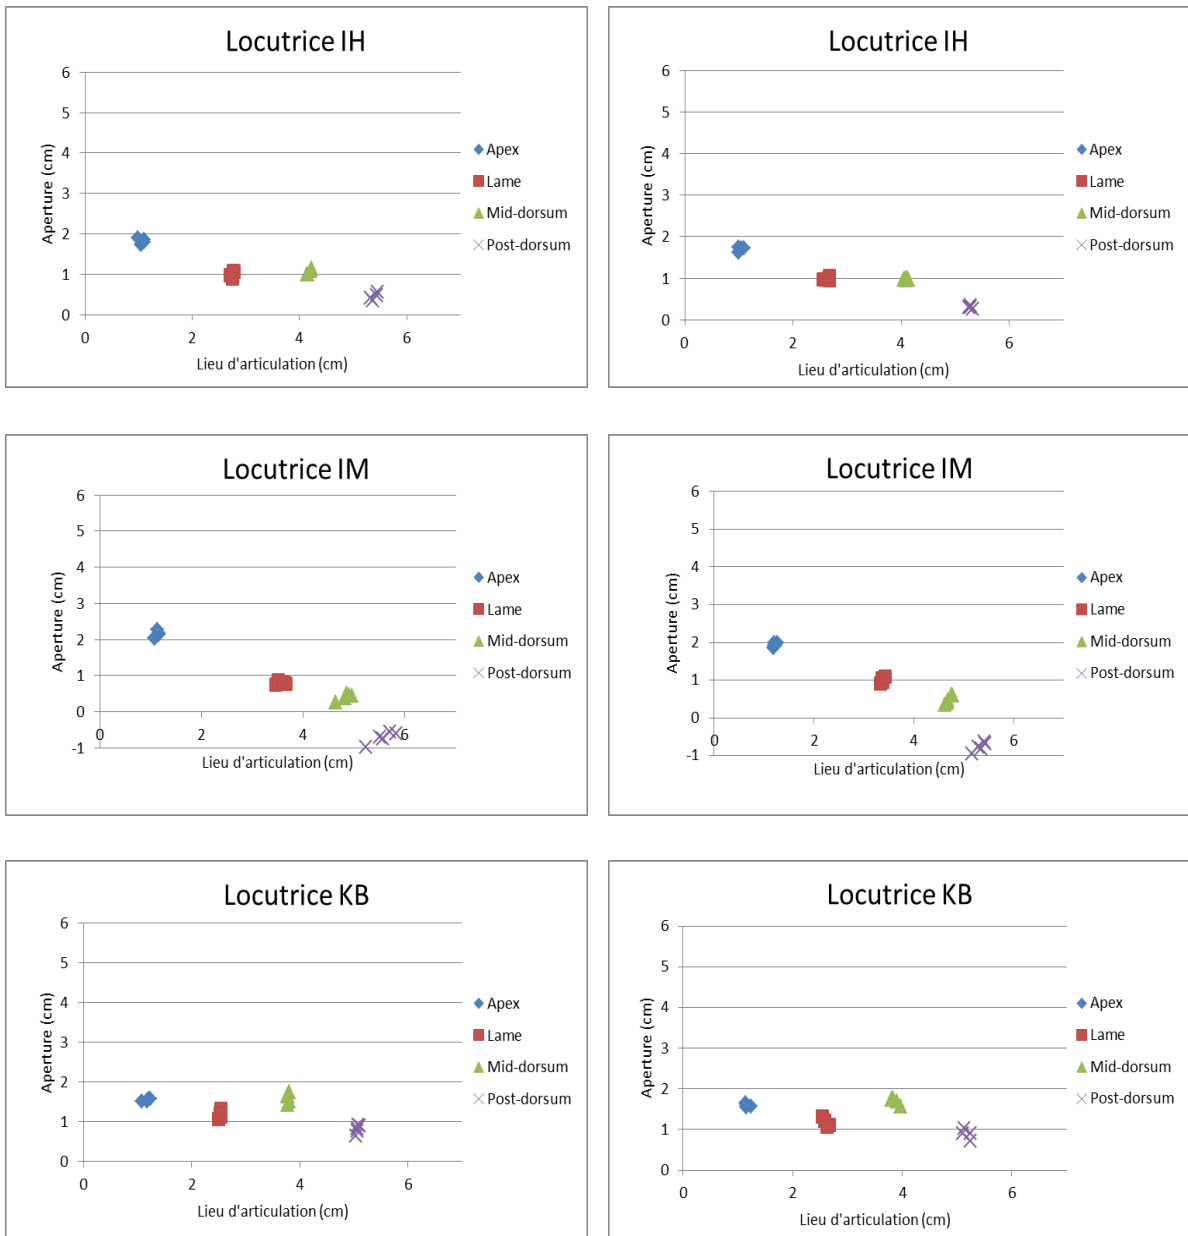 Locutrice IH
6
5
4
3
2
1
0
0 2 4 6
Aperture (cm)
Lieu d'articulation (cm)
Apex
Lame
Mid-dorsum
Post-dorsum
Locutrice IH
6
5
4
3
2
1
0
0 2 4 6
Aperture (cm)
Lieu d'articulation (cm)
Apex
Lame
Mid-dorsum
Post-dorsum
Locutrice IM
6
5
4
3
2
1
0
-1
0 2 4 6
Aperture (cm)
Lieu d'articulation (cm)
Apex
Lame
Mid-dorsum
Post-dorsum
Locutrice IM
6
5
4
3
2
1
0
-1
0 2 4 6
Aperture (cm)
Lieu d'articulation (cm)
Apex
Lame
Mid-dorsum
Post-dorsum
Locutrice KB
6
5
4
3
2
1
0
0 2 4 6
Aperture (cm)
Lieu d'articulation (cm)
Apex
Lame
Mid-dorsum
Post-dorsum
Locutrice KB
6
5
4
3
2
1
0
0 2 4 6
Aperture (cm)
Lieu d'articulation (cm)
Apex
Lame
Mid-dorsum
Post-dorsum